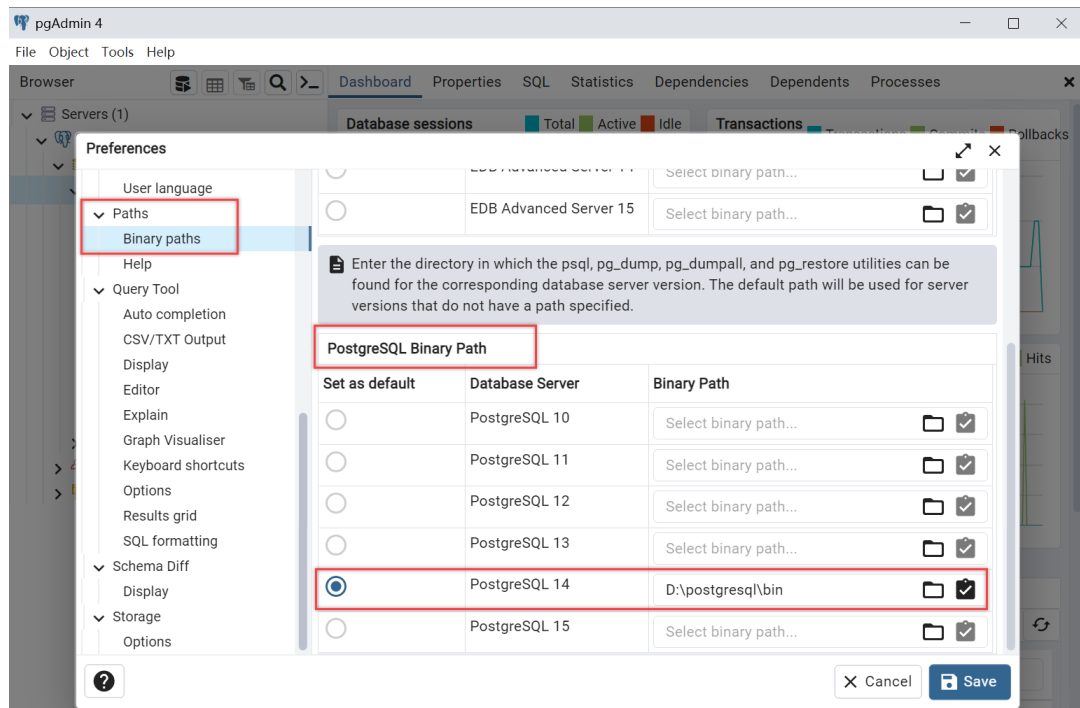 pgAdmin 4
File Object Tools Help
Browser
Dashboard Properties SQL Statistics Dependencies Dependents Processes
Servers (1)
Database sessions Total Active Idle
Transactions Transactions Commits Rollbacks
Preferences
User language
Paths
Binary paths
Help
Query Tool
Auto completion
CSV/TXT Output
Display
Editor
Explain
Graph Visualiser
Keyboard shortcuts
Options
Results grid
SQL formatting
Schema Diff
Display
Storage
Options
EDB Advanced Server 14 Select binary path...
EDB Advanced Server 15 Select binary path...
Enter the directory in which the psql, pg_dump, pg_dumpall, and pg_restore utilities can be
found for the corresponding database server version. The default path will be used for server
versions that do not have a path specified.
PostgreSQL Binary Path
Set as default Database Server Binary Path
PostgreSQL 10 Select binary path...
PostgreSQL 11 Select binary path...
PostgreSQL 12 Select binary path...
PostgreSQL 13 Select binary path...
PostgreSQL 14 D:\postgresql\bin
PostgreSQL 15 Select binary path...
Hits
Cancel Save